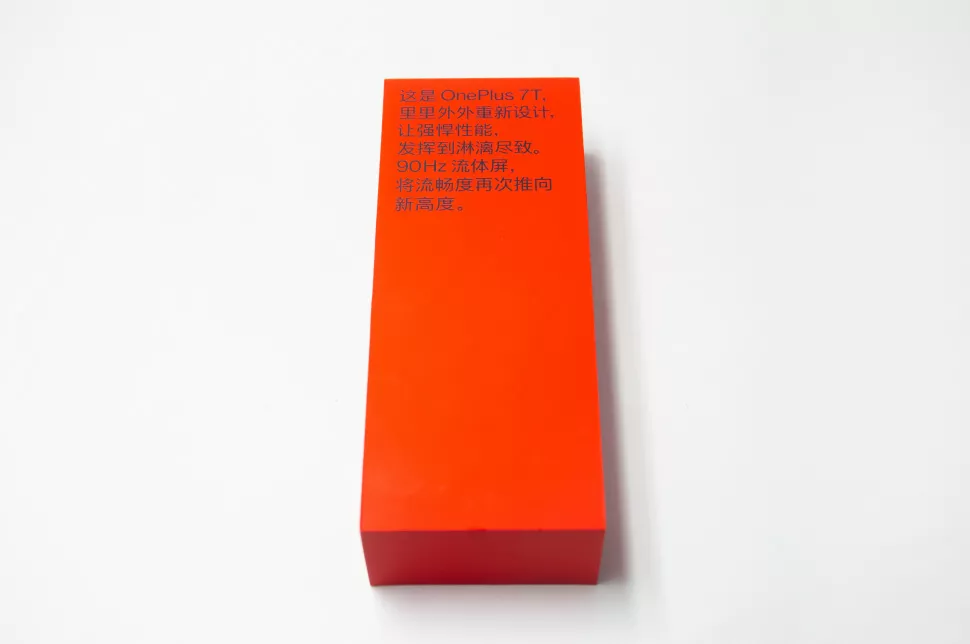 这是 OnePlus 7T,
里里外外重新设计,
让强悍性能,
发挥到淋漓尽致。
90Hz 流体屏,
将流畅度再次推向
新高度。